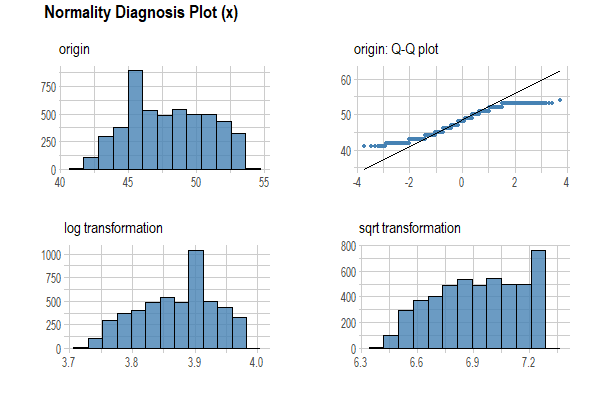 Normality Diagnosis Plot (x)
origin
750
500
250
0
40 45 50 55
origin: Q-Q plot
60
50
40
-4 -2 0 2 4
log transformation
1000
750
500
250
0
3.7 3.8 3.9 4.0
sqrt transformation
800
600
400
200
0
6.3 6.6 6.9 7.2